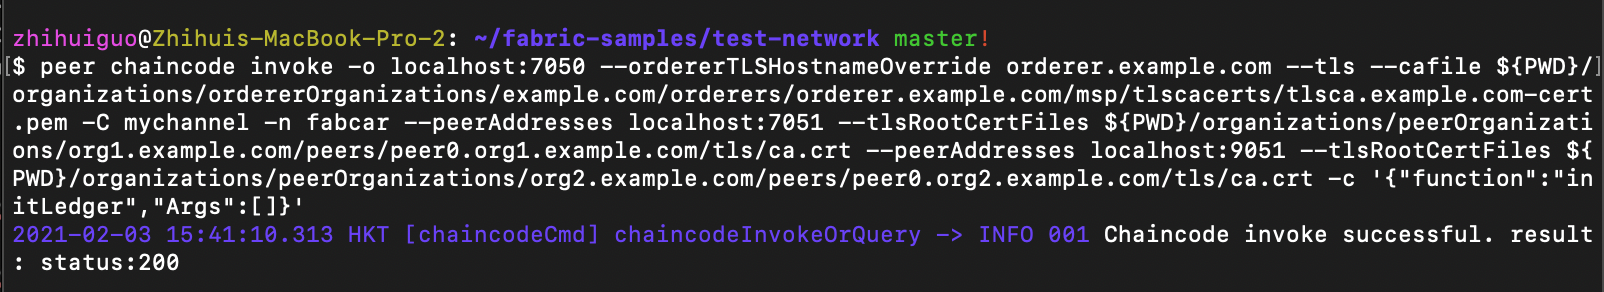 zhihuiguo@Zhihuis-MacBook-Pro-2: ~/fabric-samples/test-network master!
[$ peer chaincode invoke -o localhost:7050 --ordererTLSHostnameOverride orderer.example.com --tls --cafile ${PWD}/]
organizations/ordererOrganizations/example.com/orderers/orderer.example.com/msp/tlscacerts/tlsca.example.com-cert
.pem -C mychannel -n fabcar --peerAddresses localhost:7051 --tlsRootCertFiles ${PWD}/organizations/peerOrganizati
ons/org1.example.com/peers/peer0.org1.example.com/tls/ca.crt --peerAddresses localhost:9051 --tlsRootCertFiles ${
PWD}/organizations/peerOrganizations/org2.example.com/peers/peer0.org2.example.com/tls/ca.crt -c '{"function":"in
itLedger","Args":[]}'
2021-02-03 15:41:10.313 HKT [chaincodeCmd] chaincodeInvokeOrQuery -> INFO 001 Chaincode invoke successful. result
: status:200